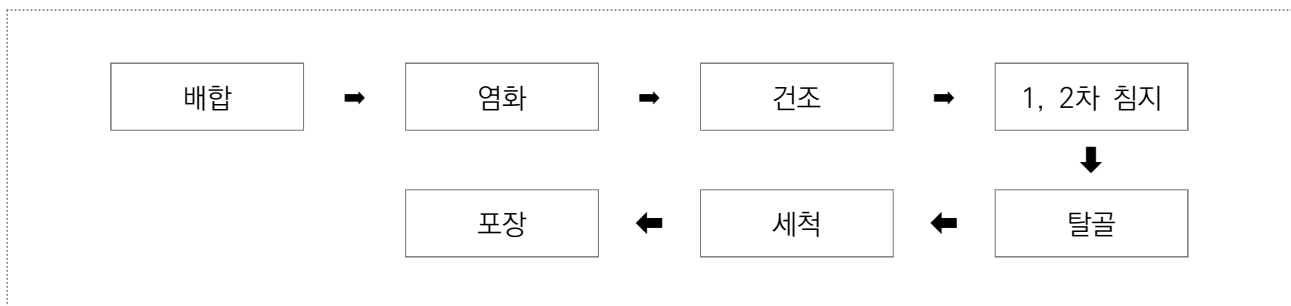 배합 ➡ 염화 ➡ 건조 ➡ 1, 2차 침지
⬇
포장 ⬅ 세척 ⬅ 탈골